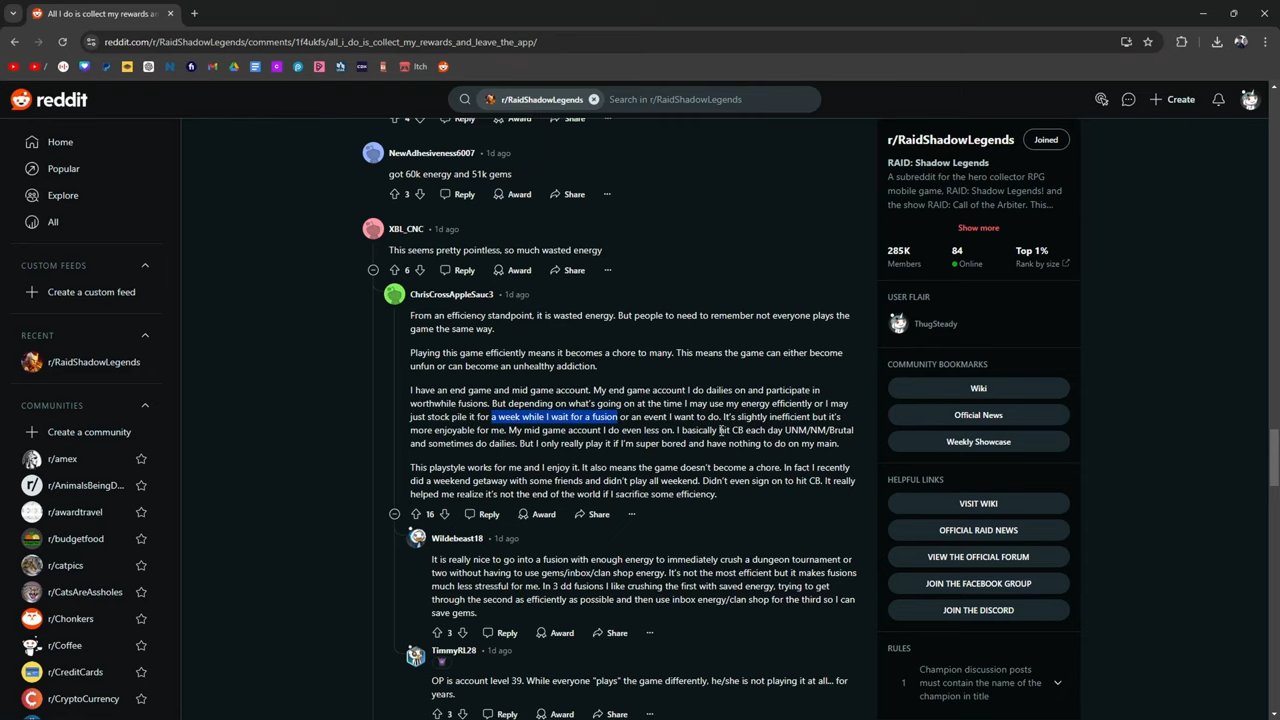 All I do is collect my rewards an
reddit.com/r/RaidShadowLegends/comments/1f4ukfs/all_i_do_is_collect_my_rewards_and_leave_the_app/
Itch
reddit
r/RaidShadowLegends
Search in r/RaidShadowLegends
Create
Home
Popular
Explore
All
CUSTOM FEEDS
Create a custom feed
RECENT
r/RaidShadowLegends
COMMUNITIES
r/amex
r/AnimalsBeingD...
r/awardtravel
r/budgetfood
r/catpics
r/CatsAreAssholes
r/Chonkers
r/Coffee
r/CreditCards
r/CryptoCurrency
4 Reply Award Share
NewAdhesiveness6007 · 1d ago
got 60k energy and 51k gems
3 Reply Award Share ···
XBL_CNC · 1d ago
This seems pretty pointless, so much wasted energy
6 Reply Award Share ···
ChrisCrossAppleSauc3 · 1d ago
From an efficiency standpoint, it is wasted energy. But people to need to remember not everyone plays the
game the same way.
Playing this game efficiently means it becomes a chore to many. This means the game can either become
unfun or can become an unhealthy addiction.
I have an end game and mid game account. My end game account I do dailies on and participate in
worthwhile fusions. But depending on what's going on at the time I may use my energy efficiently or I may
just stock pile it for a week while I wait for a fusion or an event I want to do. It's slightly inefficient but it's
more enjoyable for me. My mid game account I do even less on. I basically hit CB each day UNM/NM/Brutal
and sometimes do dailies. But I only really play it if I'm super bored and have nothing to do on my main.
This playstyle works for me and I enjoy it. It also means the game doesn't become a chore. In fact I recently
did a weekend getaway with some friends and didn't play all weekend. Didn't even sign on to hit CB. It really
helped me realize it's not the end of the world if I sacrifice some efficiency.
16 Reply Award Share ···
Wildebeast18 · 1d ago
It is really nice to go into a fusion with enough energy to immediately crush a dungeon tournament or
two without having to use gems/inbox/clan shop energy. It's not the most efficient but it makes fusions
much less stressful for me. In 3 dd fusions I like crushing the first with saved energy, trying to get
through the second as efficiently as possible and then use inbox energy/clan shop for the third so I can
save gems.
3 Reply Award Share ···
TimmyRL28 · 1d ago
OP is account level 39. While everyone "plays" the game differently, he/she is not playing it at all... for
years.
3 Reply Award Share ···
r/RaidShadowLegends
Joined
RAID: Shadow Legends
A subreddit for the hero collector RPG
mobile game, RAID: Shadow Legends! and
the show RAID: Call of the Arbiter. This...
Show more
285K 84 Top 1%
Members Online Rank by size
USER FLAIR
ThugSteady
COMMUNITY BOOKMARKS
Wiki
Official News
Weekly Showcase
HELPFUL LINKS
VISIT WIKI
OFFICIAL RAID NEWS
VIEW THE OFFICIAL FORUM
JOIN THE FACEBOOK GROUP
JOIN THE DISCORD
RULES
1 Champion discussion posts
must contain the name of the
champion in title